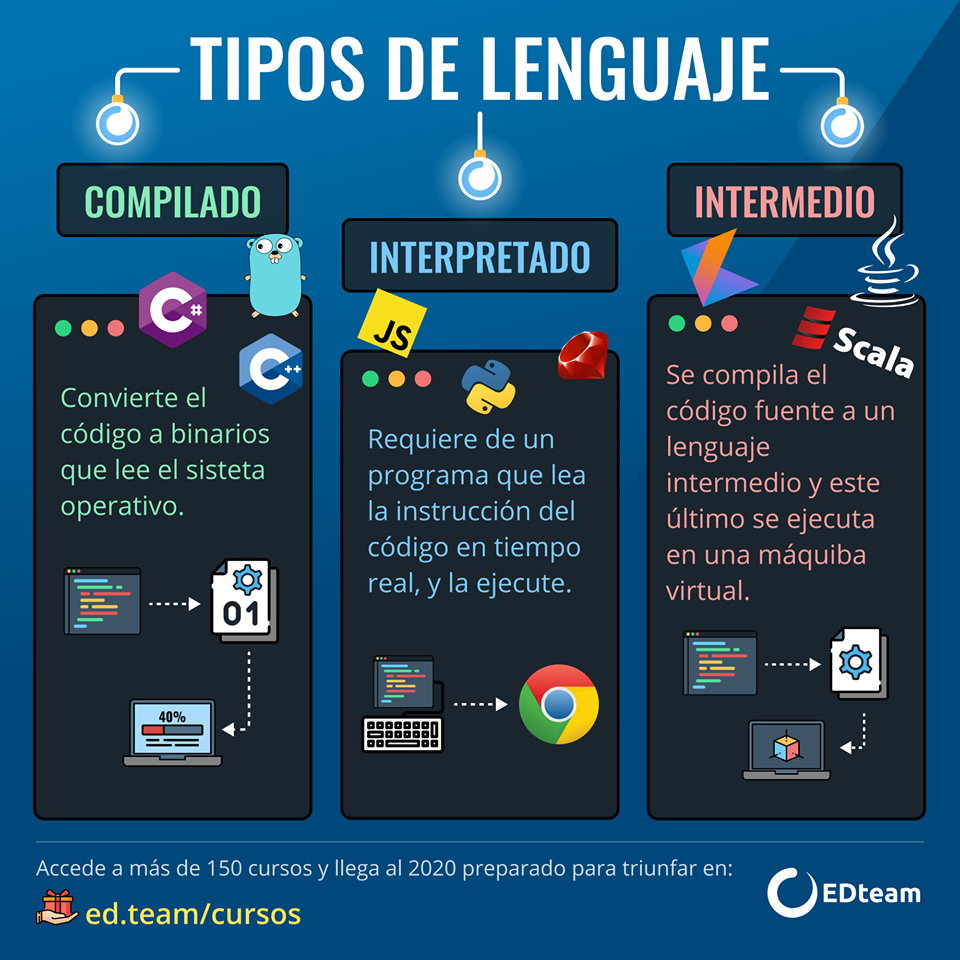 TIPOS DE LENGUAJE
COMPILADO
C#
C++
Convierte el
código a binarios
que lee el sisteta
operativo.
01
40%
INTERPRETADO
JS
Requiere de un
programa que lea
la instrucción del
código en tiempo
real, y la ejecute.
INTERMEDIO
Scala
Se compila el
código fuente a un
lenguaje
intermedio y este
último se ejecuta
en una máquiba
virtual.
Accede a más de 150 cursos y llega al 2020 preparado para triunfar en:
ed.team/cursos
EDteam